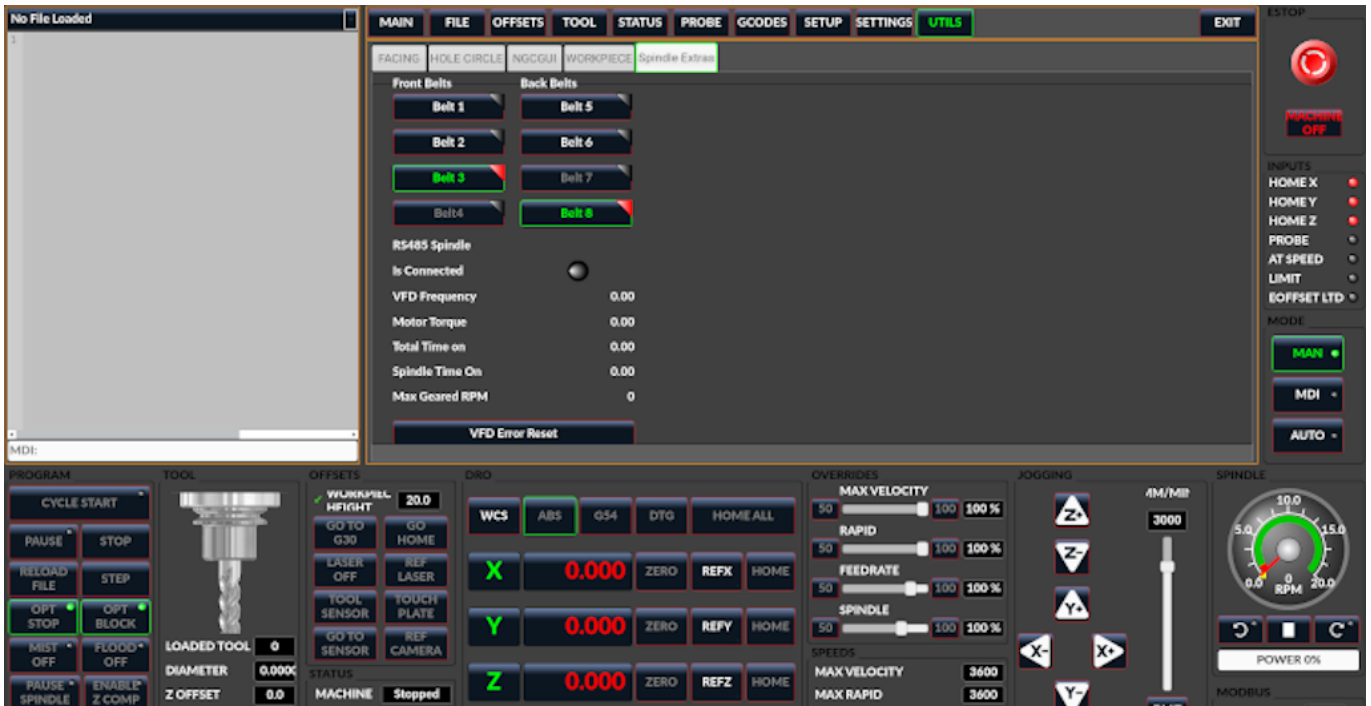 No File Loaded
1
MDI:
MAIN FILE OFFSETS TOOL STATUS PROBE GCODES SETUP SETTINGS UTILS EXIT
FACING HOLE CIRCLE NGCGUI WORKPIECE Spindle Extras
Front Belts Back Belts
Belt 1 Belt 5
Belt 2 Belt 6
Belt 3 Belt 7
Belt4 Belt 8
RS485 Spindle
Is Connected
VFD Frequency 0.00
Motor Torque 0.00
Total Time on 0.00
Spindle Time On 0.00
Max Geared RPM 0
VFD Error Reset
ESTOP
MACHINE
OFF
INPUTS
HOME X
HOME Y
HOME Z
PROBE
AT SPEED
LIMIT
EOFFSET LTD
MODE
MAN
MDI
AUTO
PROGRAM
CYCLE START
PAUSE STOP
RELOAD
FILE
STEP
OPT
STOP
OPT
BLOCK
MIST
OFF
FLOOD
OFF
PAUSE
SPINDLE
ENABLE
Z COMP
TOOL
LOADED TOOL 0
DIAMETER 0.000
Z OFFSET 0.0
OFFSETS
WORKPIEC
HEIGHT
20.0
GO TO
G30
GO
HOME
LASER
OFF
REF
LASER
TOOL
SENSOR
TOUCH
PLATE
GO TO
SENSOR
REF
CAMERA
STATUS
MACHINE Stopped
DRO
WCS ABS G54 DTG HOME ALL
X 0.000 ZERO REFX HOME
Y 0.000 ZERO REFY HOME
Z 0.000 ZERO REFZ HOME
OVERRIDES
MAX VELOCITY
50 100 100 %
RAPID
50 100 100 %
FEEDRATE
50 100 100 %
SPINDLE
50 100 100 %
SPEEDS
MAX VELOCITY 3600
MAX RAPID 3600
JOGGING
Z+
Z-
Y+
X- X+
Y-
3000
SPINDLE
10.0
5.0 15.0
0.0 0 20.0
RPM
POWER 0%
MODBUS